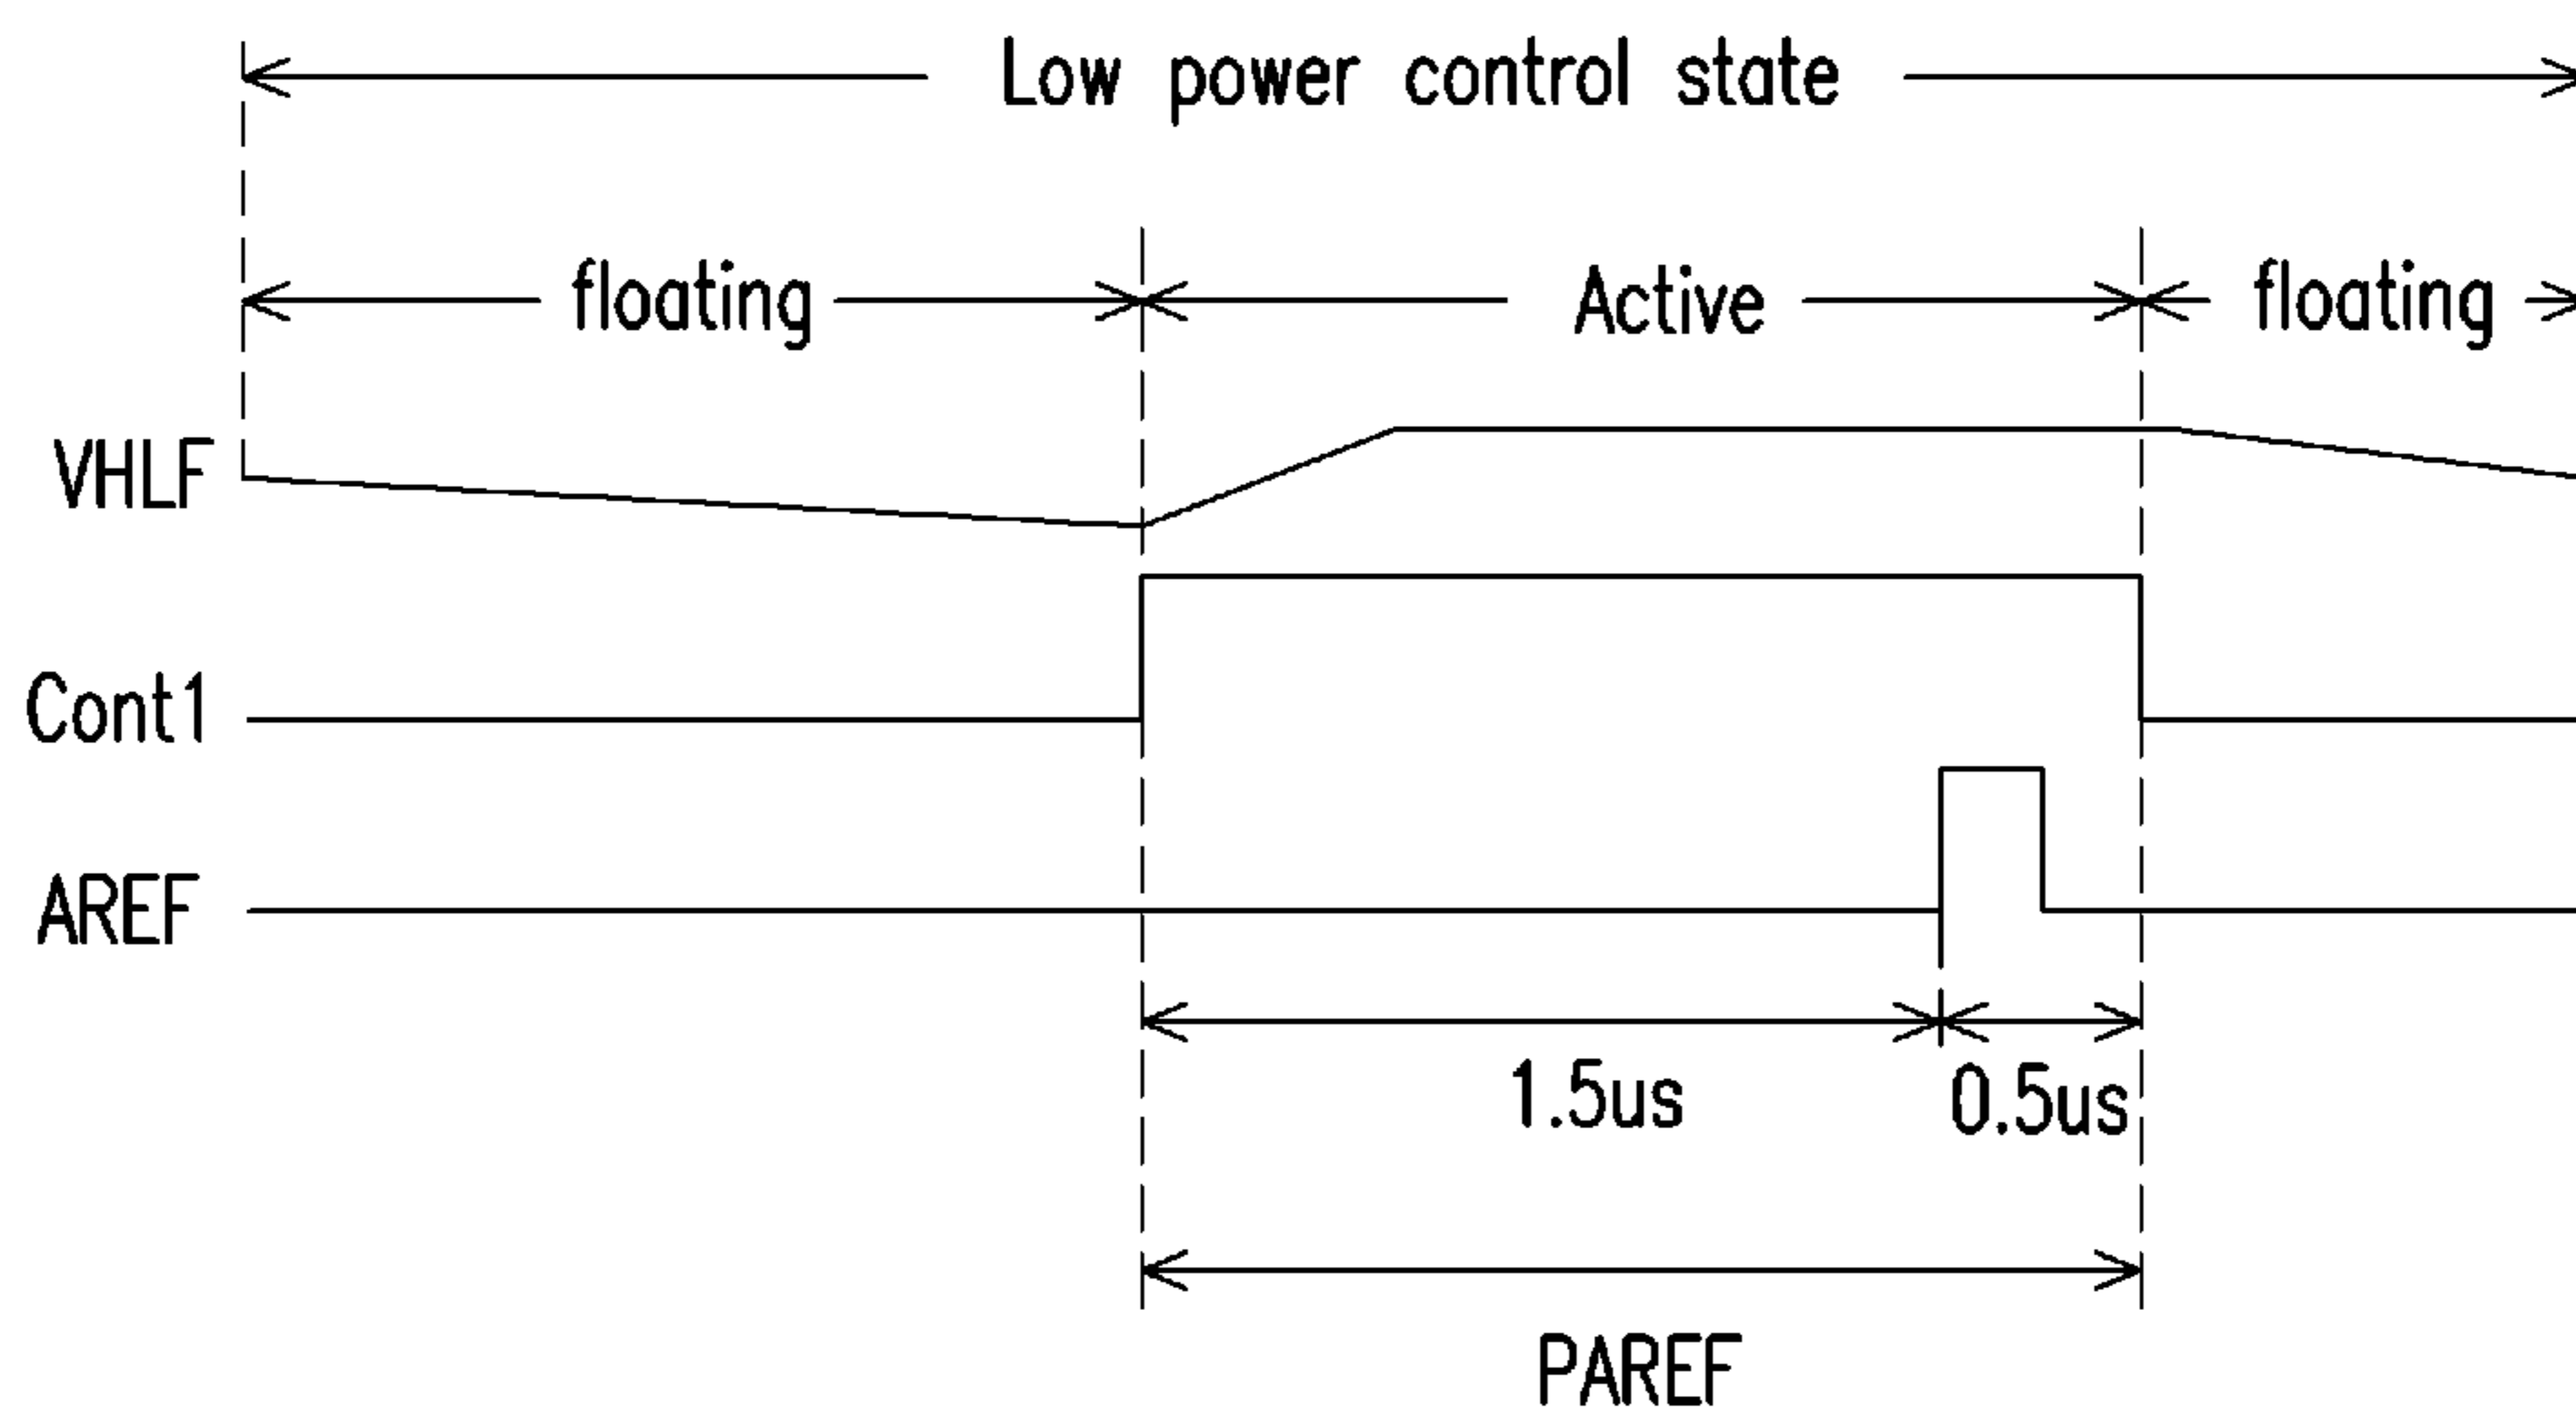 Low power control state
floating
Active
floating
VHLF
Cont1
AREF
1.5us
0.5us
PAREF